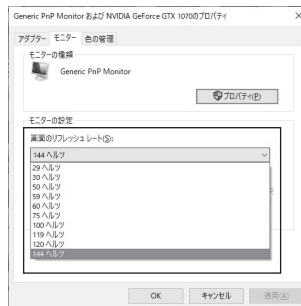 Generic PnP Monitor および NVIDIA GeForce GTX 1070のプロパティ
アダプター モニター 色の管理
モニターの種類
Generic PnP Monitor
プロパティ(P)
モニターの設定
画面のリフレッシュ レート(S):
144 ヘルツ
29 ヘルツ
30 ヘルツ
50 ヘルツ
59 ヘルツ
60 ヘルツ
75 ヘルツ
100 ヘルツ
119 ヘルツ
120 ヘルツ
144 ヘルツ
OK キャンセル 適用(A)